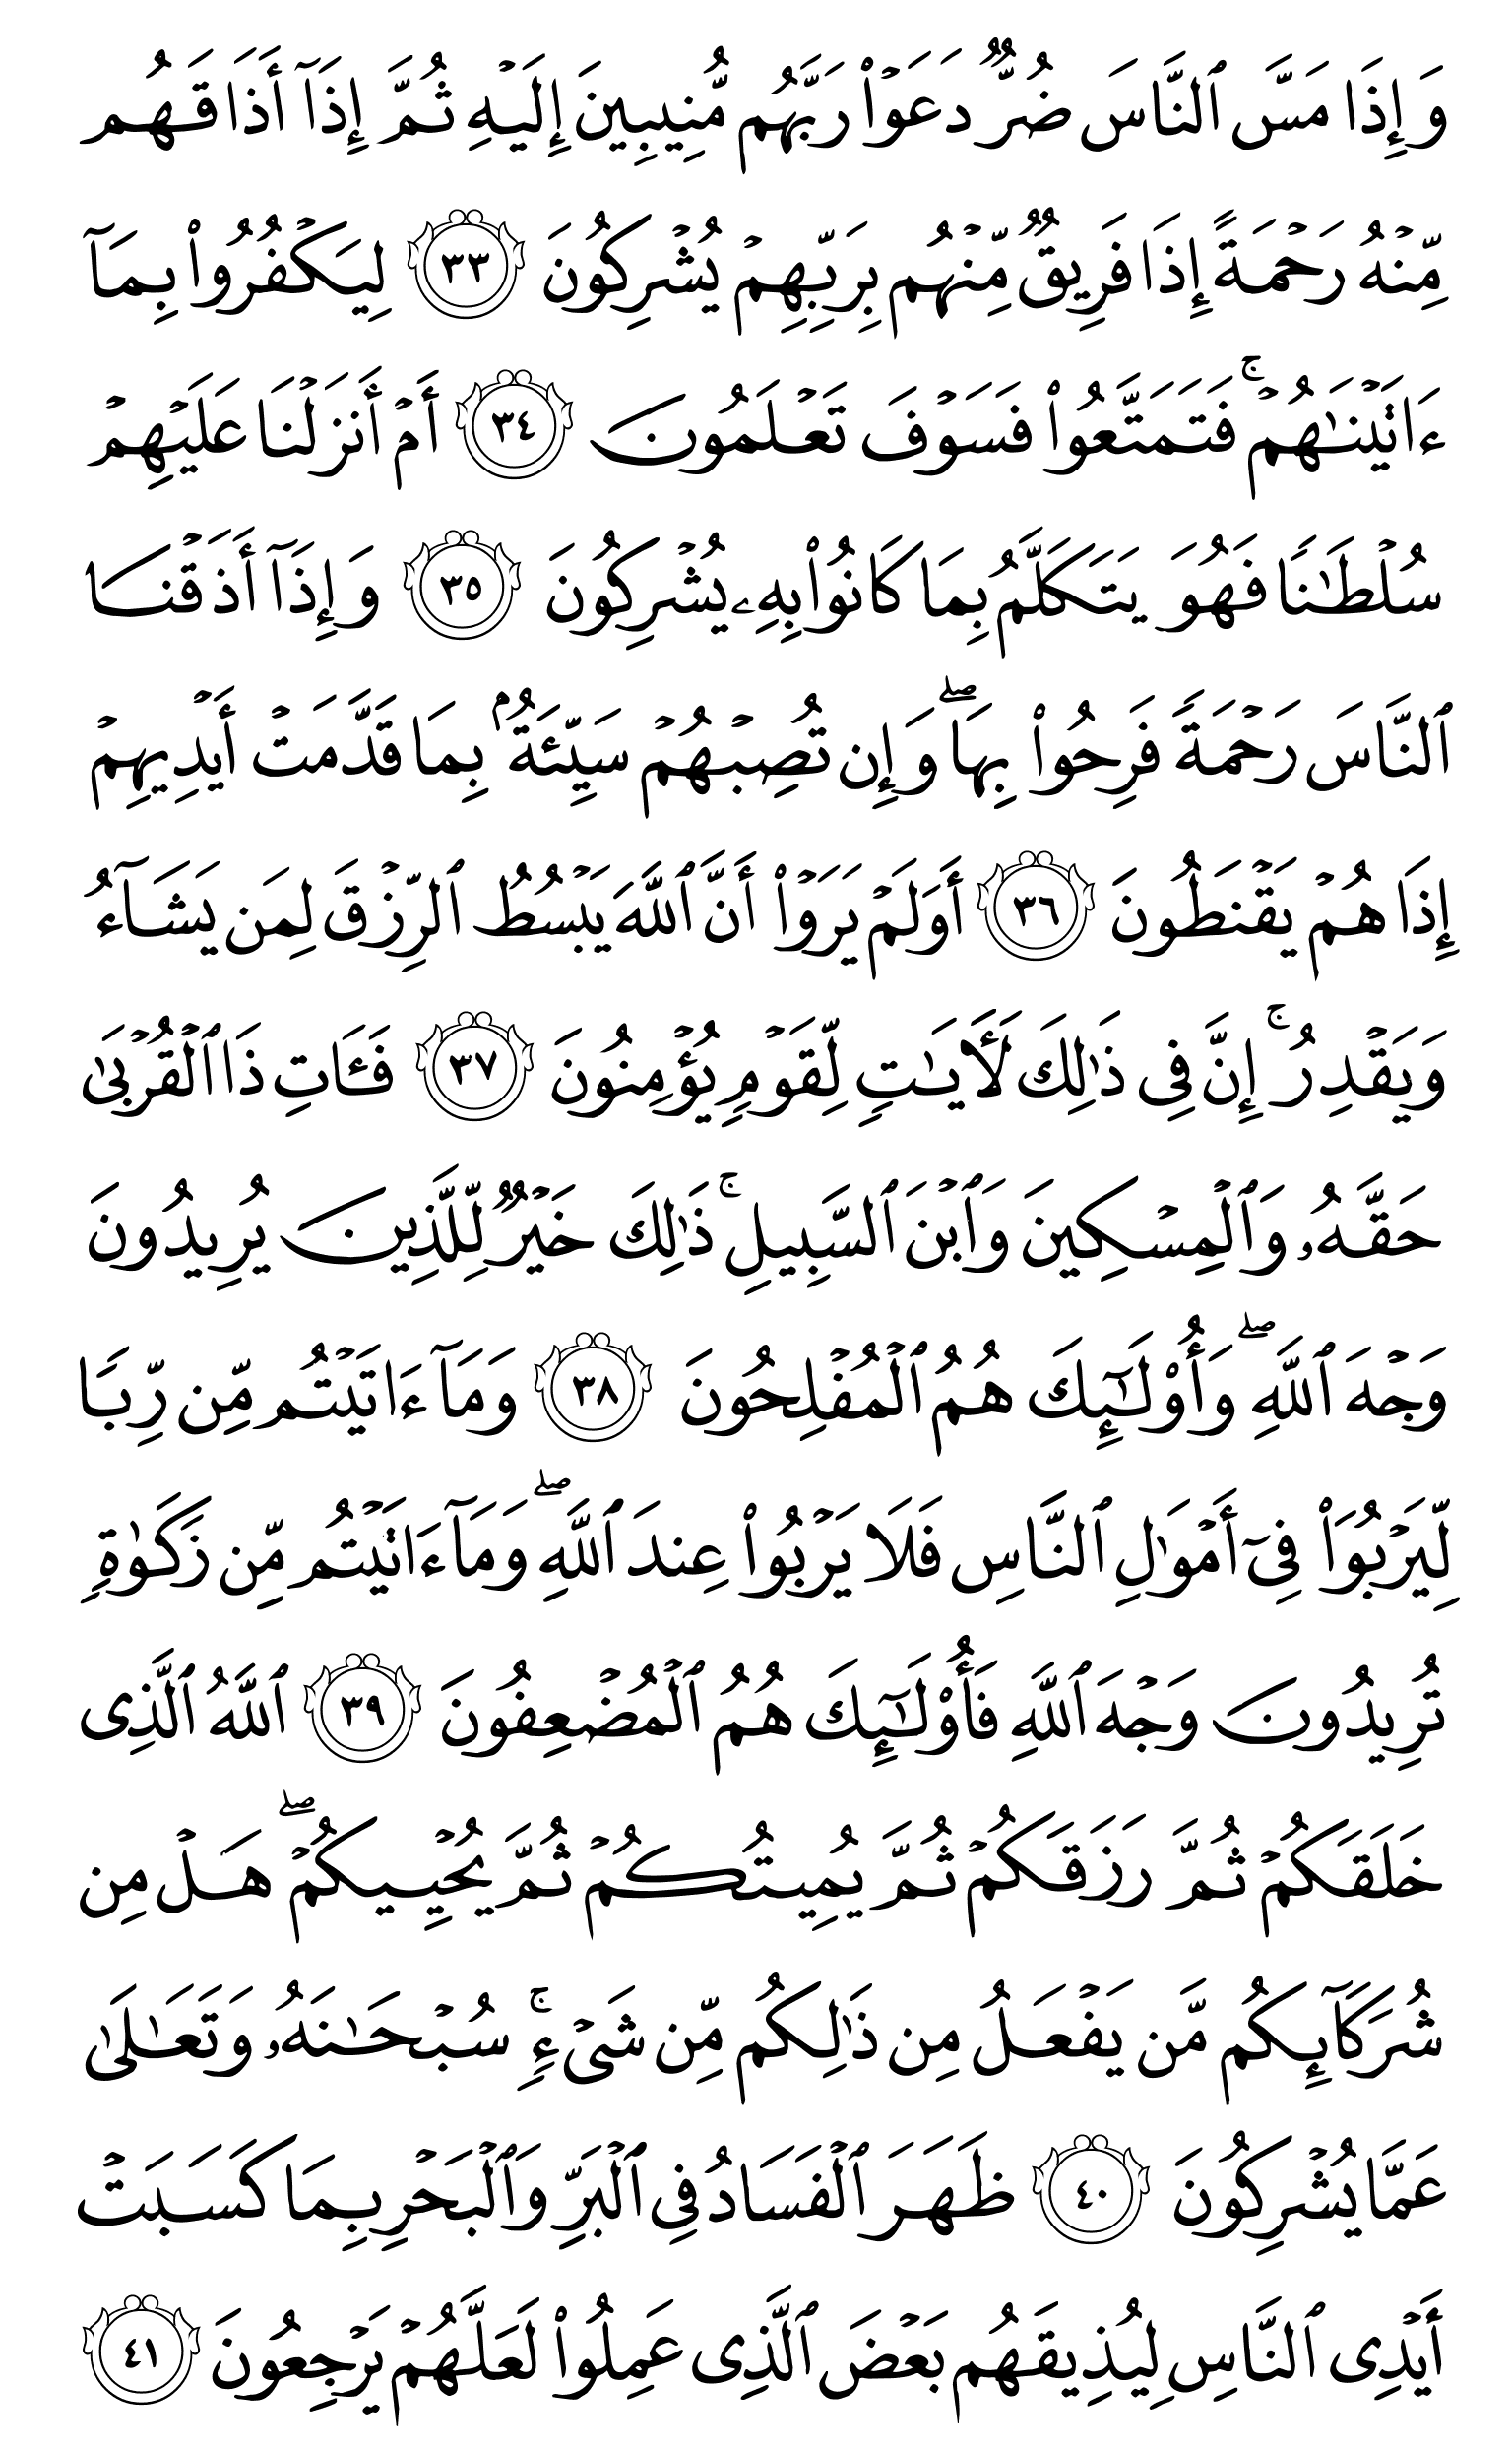 وَإِذَا مَسَّ ٱلنَّاسَ ضُرٌّ دَعَوْا۟ رَبَّهُم مُّنِيبِينَ إِلَيْهِ ثُمَّ إِذَآ أَذَاقَهُم
مِّنْهُ رَحْمَةً إِذَا فَرِيقٌ مِّنْهُم بِرَبِّهِمْ يُشْرِكُونَ ٣٣ لِيَكْفُرُوا۟ بِمَآ
ءَاتَيْنَـٰهُمْ ۚ فَتَمَتَّعُوا۟ فَسَوْفَ تَعْلَمُونَ ٣٤ أَمْ أَنزَلْنَا عَلَيْهِمْ
سُلْطَـٰنًا فَهُوَ يَتَكَلَّمُ بِمَا كَانُوا۟ بِهِۦ يُشْرِكُونَ ٣٥ وَإِذَآ أَذَقْنَا
ٱلنَّاسَ رَحْمَةً فَرِحُوا۟ بِهَا ۖ وَإِن تُصِبْهُمْ سَيِّئَةٌۢ بِمَا قَدَّمَتْ أَيْدِيهِمْ
إِذَا هُمْ يَقْنَطُونَ ٣٦ أَوَلَمْ يَرَوْا۟ أَنَّ ٱللَّهَ يَبْسُطُ ٱلرِّزْقَ لِمَن يَشَآءُ
وَيَقْدِرُ ۚ إِنَّ فِى ذَٰلِكَ لَـَٔايَـٰتٍ لِّقَوْمٍ يُؤْمِنُونَ ٣٧ فَـَٔاتِ ذَا ٱلْقُرْبَىٰ
حَقَّهُۥ وَٱلْمِسْكِينَ وَٱبْنَ ٱلسَّبِيلِ ۚ ذَٰلِكَ خَيْرٌ لِّلَّذِينَ يُرِيدُونَ
وَجْهَ ٱللَّهِ ۖ وَأُو۟لَـٰٓئِكَ هُمُ ٱلْمُفْلِحُونَ ٣٨ وَمَآ ءَاتَيْتُم مِّن رِّبًا
لِّيَرْبُوَا۟ فِىٓ أَمْوَٰلِ ٱلنَّاسِ فَلَا يَرْبُوا۟ عِندَ ٱللَّهِ ۖ وَمَآ ءَاتَيْتُم مِّن زَكَوٰةٍ
تُرِيدُونَ وَجْهَ ٱللَّهِ فَأُو۟لَـٰٓئِكَ هُمُ ٱلْمُضْعِفُونَ ٣٩ ٱللَّهُ ٱلَّذِى
خَلَقَكُمْ ثُمَّ رَزَقَكُمْ ثُمَّ يُمِيتُكُمْ ثُمَّ يُحْيِيكُمْ ۖ هَلْ مِن
شُرَكَآئِكُم مَّن يَفْعَلُ مِن ذَٰلِكُم مِّن شَىْءٍ ۚ سُبْحَـٰنَهُۥ وَتَعَـٰلَىٰ
عَمَّا يُشْرِكُونَ ٤٠ ظَهَرَ ٱلْفَسَادُ فِى ٱلْبَرِّ وَٱلْبَحْرِ بِمَا كَسَبَتْ
أَيْدِى ٱلنَّاسِ لِيُذِيقَهُم بَعْضَ ٱلَّذِى عَمِلُوا۟ لَعَلَّهُمْ يَرْجِعُونَ ٤١